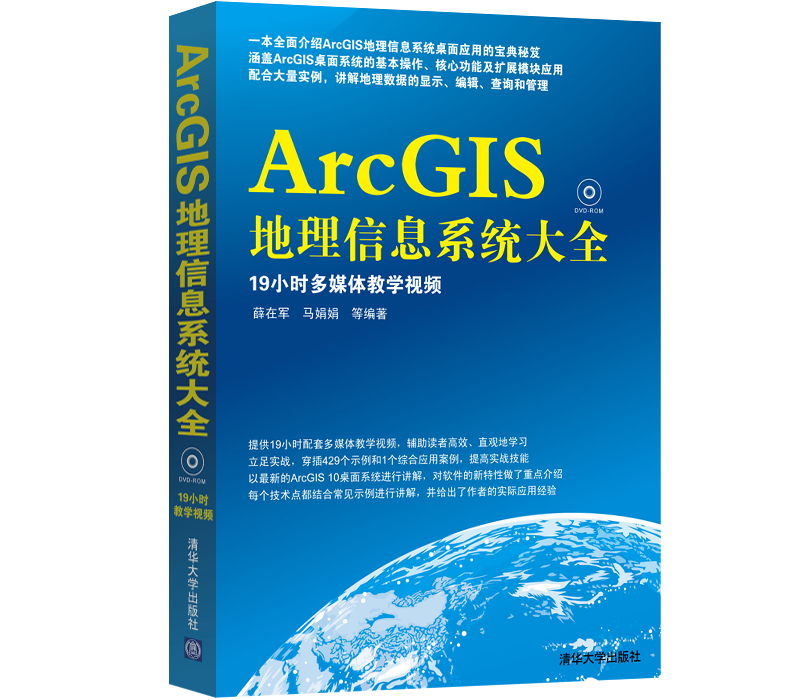 一本全面介绍ArcGIS地理信息系统桌面应用的宝典秘笈
涵盖ArcGIS桌面系统的基本操作、核心功能及扩展模块应用
配合大量实例，讲解地理数据的显示、编辑、查询和管理
ArcGIS
DVD-ROM
地理信息系统大全
19小时多媒体教学视频
薛在军 马娟娟 等编著
提供19小时配套多媒体教学视频，辅助读者高效、直观地学习
立足实战，穿插429个示例和1个综合应用案例，提高实战技能
以最新的ArcGIS 10桌面系统进行讲解，对软件的新特性做了重点介绍
每个技术点都结合常见示例进行讲解，并给出了作者的实际应用经验
清华大学出版社
ArcGIS地理信息系统大全
DVD-ROM
19小时
教学视频
清华大学出版社